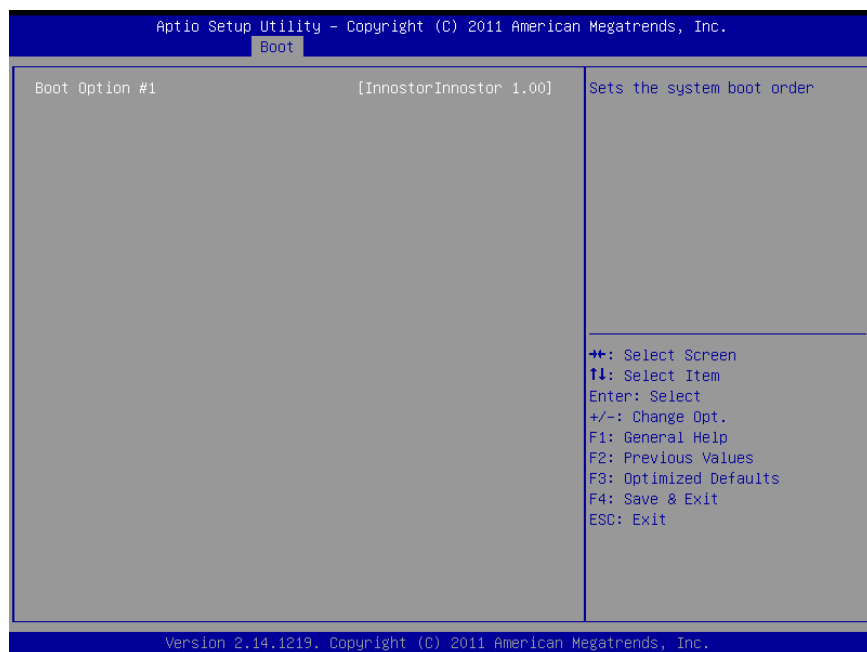 Aptio Setup Utility – Copyright (C) 2011 American Megatrends, Inc.
Boot
Boot Option #1 [InnostorInnostor 1.00]
Sets the system boot order
→←: Select Screen
↑↓: Select Item
Enter: Select
+/-: Change Opt.
F1: General Help
F2: Previous Values
F3: Optimized Defaults
F4: Save & Exit
ESC: Exit
Version 2.14.1219. Copyright (C) 2011 American Megatrends, Inc.